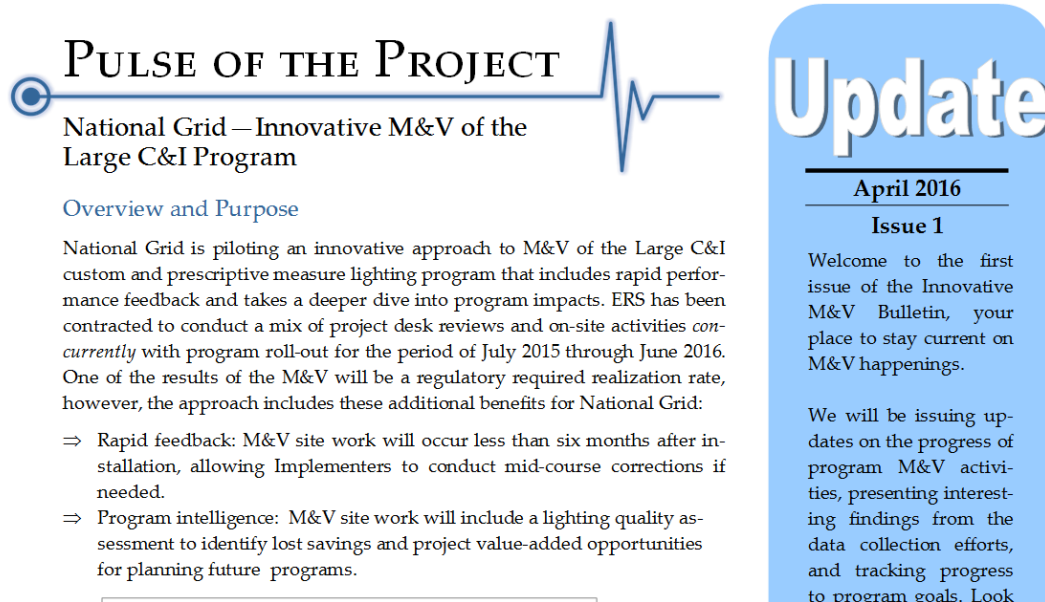 PULSE OF THE PROJECT
National Grid — Innovative M&V of the
Large C&I Program
Overview and Purpose
National Grid is piloting an innovative approach to M&V of the Large C&I
custom and prescriptive measure lighting program that includes rapid perfor-
mance feedback and takes a deeper dive into program impacts. ERS has been
contracted to conduct a mix of project desk reviews and on-site activities con-
currently with program roll-out for the period of July 2015 through June 2016.
One of the results of the M&V will be a regulatory required realization rate,
however, the approach includes these additional benefits for National Grid:
⇒ Rapid feedback: M&V site work will occur less than six months after in-
stallation, allowing Implementers to conduct mid-course corrections if
needed.
⇒ Program intelligence: M&V site work will include a lighting quality as-
sessment to identify lost savings and project value-added opportunities
for planning future programs.
Update
April 2016
Issue 1
Welcome to the first
issue of the Innovative
M&V Bulletin, your
place to stay current on
M&V happenings.
We will be issuing up-
dates on the progress of
program M&V activi-
ties, presenting interest-
ing findings from the
data collection efforts,
and tracking progress
to program goals. Look